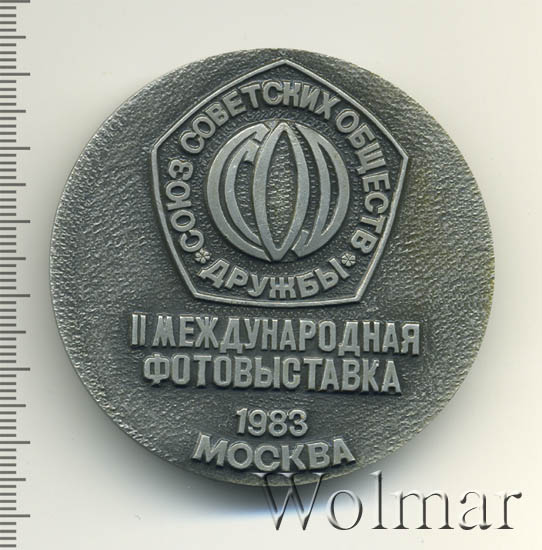 СОЮЗ СОВЕТСКИХ ОБЩЕСТВ
* ДРУЖБЫ *
II МЕЖДУНАРОДНАЯ
ФОТОВЫСТАВКА
1983
МОСКВА
Wolmar